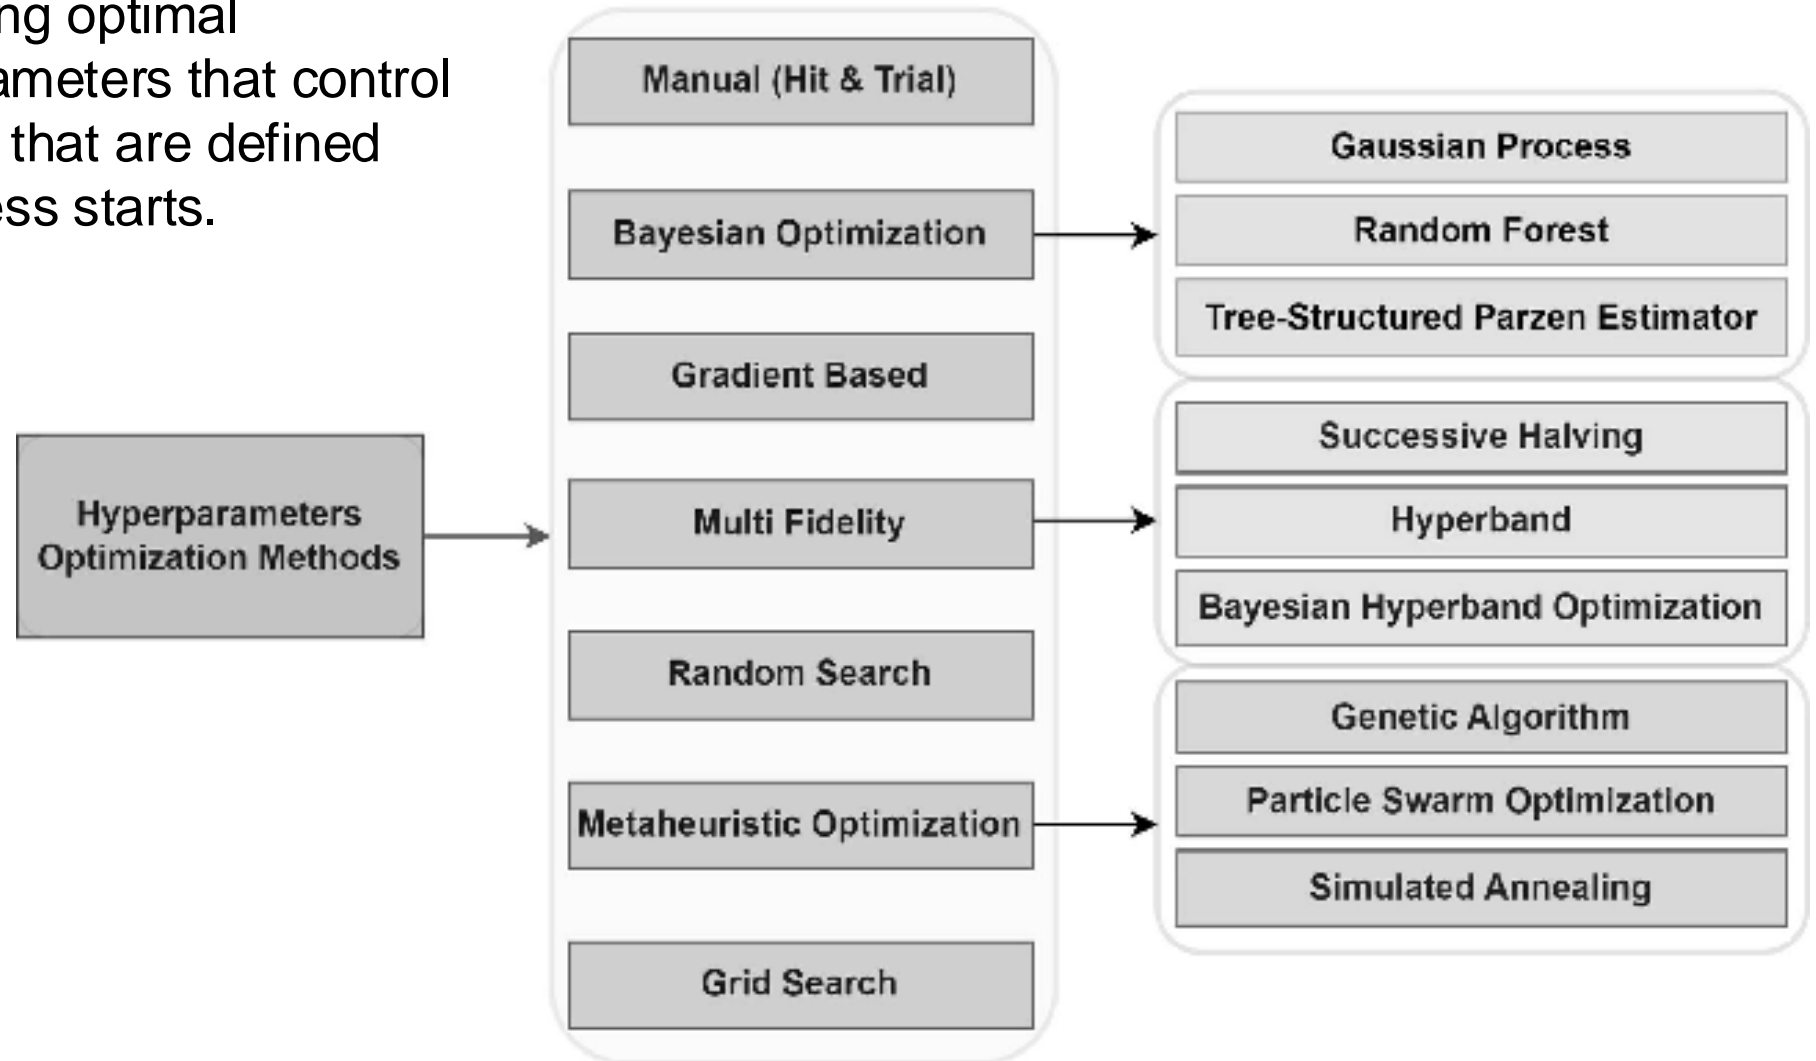 ng optimal
ameters that control
that are defined
ess starts.
Manual (Hit & Trial)
Bayesian Optimization
Gradient Based
Multi Fidelity
Random Search
Metaheuristic Optimization
Grid Search
Hyperparameters
Optimization Methods
Gaussian Process
Random Forest
Tree-Structured Parzen Estimator
Successive Halving
Hyperband
Bayesian Hyperband Optimization
Genetic Algorithm
Particle Swarm Optimization
Simulated Annealing